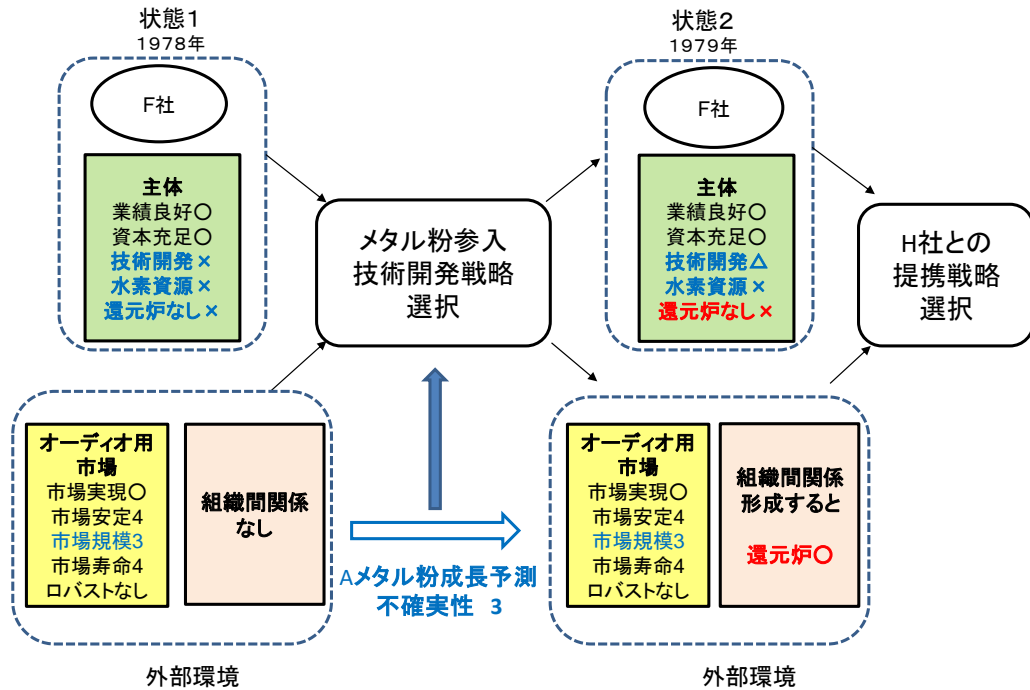 状態１
１９７８年
F社
主体
業績良好〇
資本充足〇
技術開発×
水素資源×
還元炉なし×
メタル粉参入
技術開発戦略
選択
状態２
１９７９年
F社
主体
業績良好〇
資本充足〇
技術開発△
水素資源×
還元炉なし×
H社との
提携戦略
選択
オーディオ用
市場
市場実現〇
市場安定4
市場規模3
市場寿命4
ロバストなし
組織間関係
なし
Aメタル粉成長予測
不確実性 3
オーディオ用
市場
市場実現〇
市場安定4
市場規模3
市場寿命4
ロバストなし
組織間関係
形成すると
還元炉〇
外部環境
外部環境